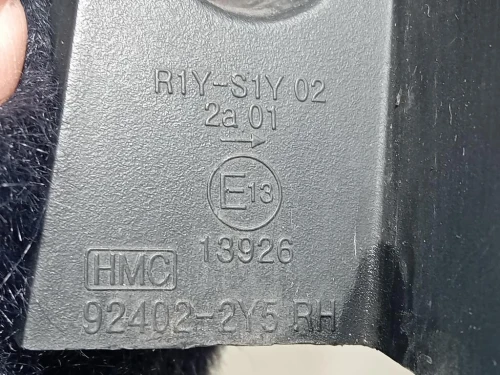 R1Y-S1Y 02
2a 01
→
E13
13926
HMC
92402-2Y5 RH